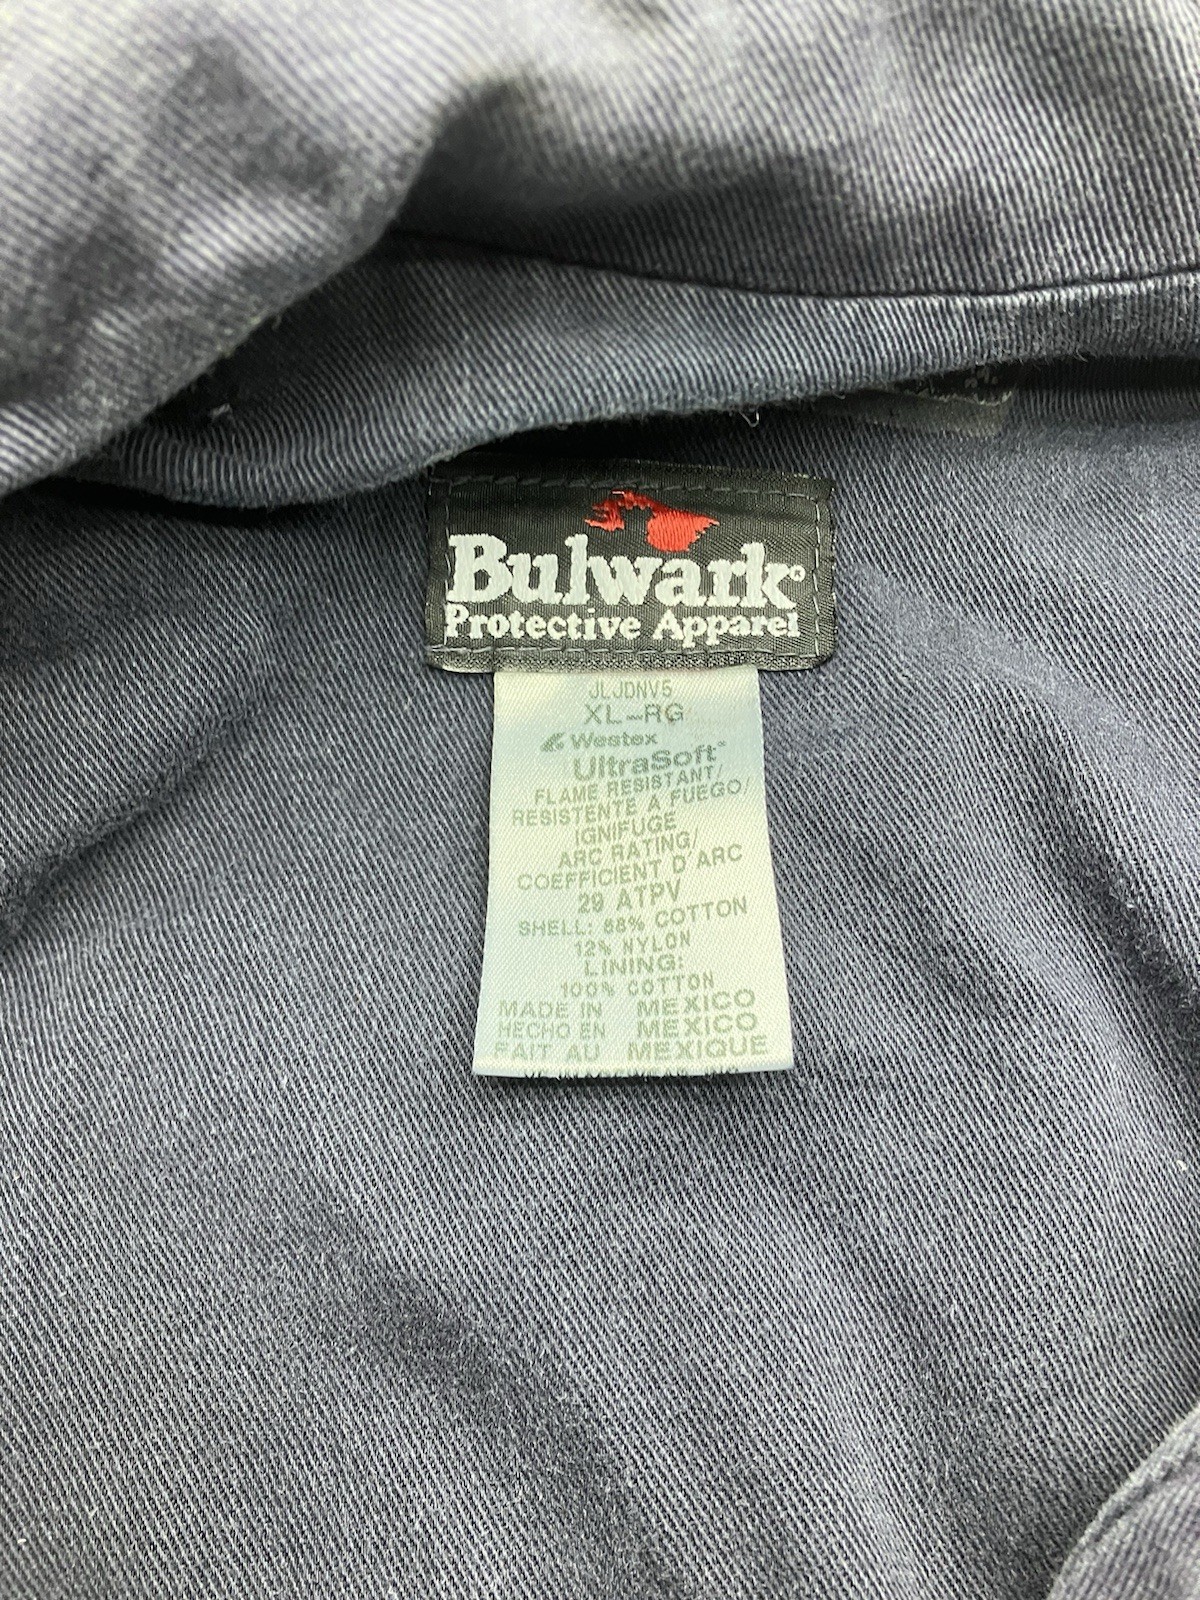 Bulwark®
Protective Apparel
JLJDNV5
XL-RG
Westex
UltraSoft™
FLAME RESISTANT/
RESISTENTE A FUEGO/
IGNIFUGE
ARC RATING/
COEFFICIENT D'ARC
29 ATPV
SHELL: 88% COTTON
12% NYLON
LINING:
100% COTTON
MADE IN MEXICO
HECHO EN MEXICO
FAIT AU MEXIQUE